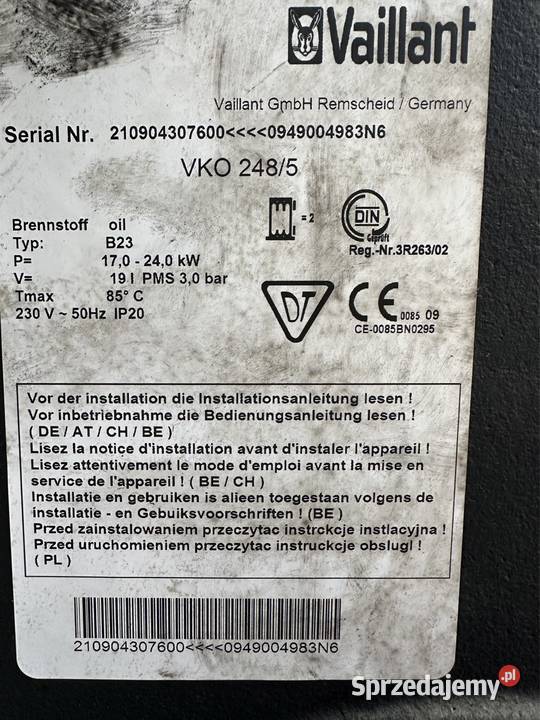 Vaillant
Vaillant GmbH Remscheid / Germany
Serial Nr. 210904307600<<<<0949004983N6
VKO 248/5
Brennstoff oil
Typ: B23
P= 17,0 - 24,0 kW
V= 19 l PMS 3,0 bar
Tmax 85° C
230 V ~ 50Hz IP20
= 2
DIN
Geprüft
Reg.-Nr.3R263/02
DT
CE 0085 09
CE-0085BN0295
Vor der installation die Installationsanleitung lesen !
Vor inbetriebnahme die Bedienungsanleitung lesen !
( DE / AT / CH / BE )
Lisez la notice d'installation avant d'instaler l'appareil !
Lisez attentivement le mode d'emploi avant la mise en
service de l'appareil ! ( BE / CH )
Installatie en gebruiken is alieen toegestaan volgens de
installatie - en Gebuiksvoorschriften ! (BE )
Przed zainstalowaniem przeczytac instrckcje instlacyjna !
Przed uruchomieniem przeczytac instruckcje obslugi !
( PL )
210904307600<<<<0949004983N6
Sprzedajemy.pl